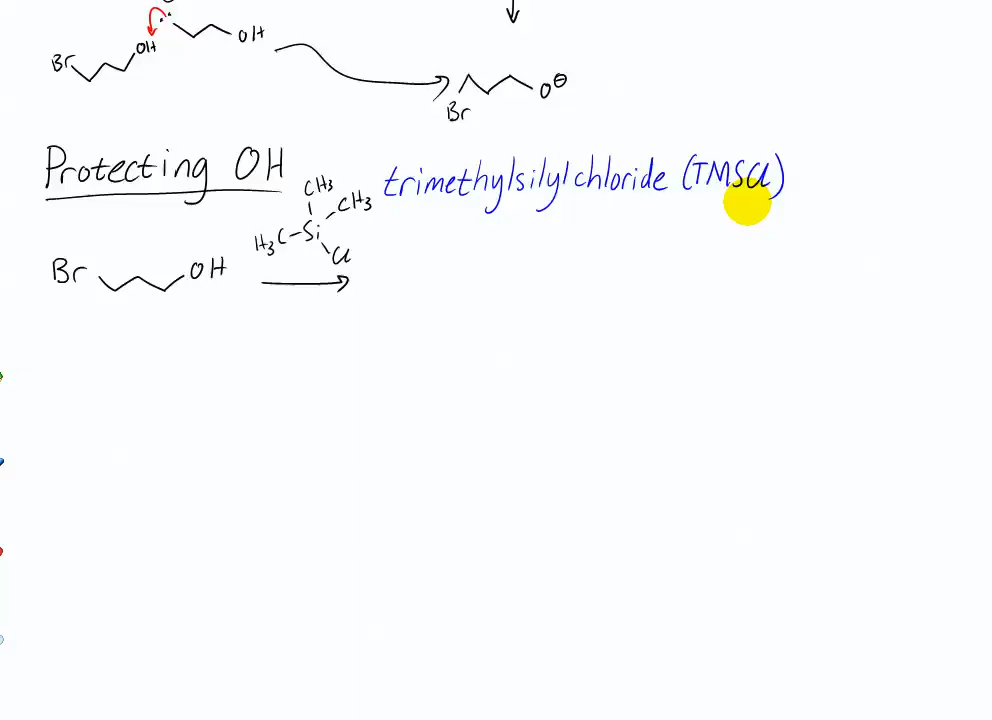 OH
OH
Br
O⊖
Br
Protecting OH
trimethylsilylchloride (TMSCl)
CH3
CH3
H3C Si
Cl
Br OH